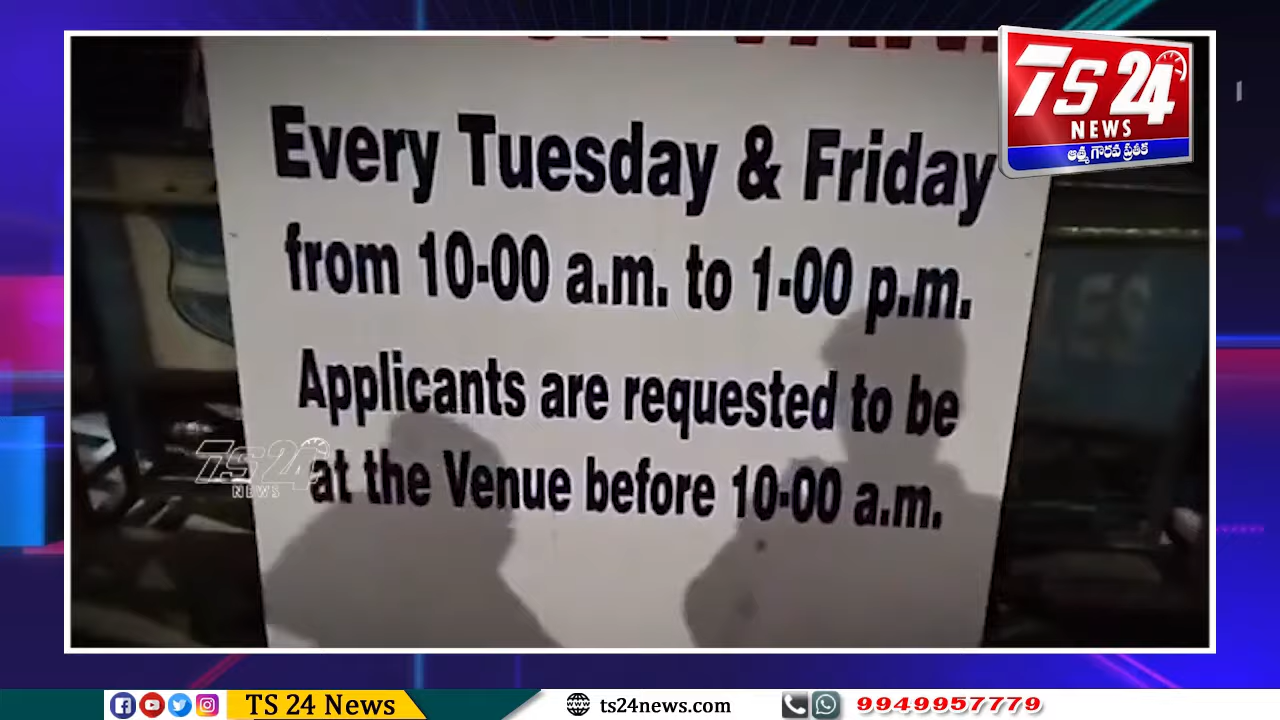 Every Tuesday & Friday
from 10-00 a.m. to 1-00 p.m.
Applicants are requested to be
at the Venue before 10-00 a.m.
TS 24
NEWS
ఆత్మ గౌరవ ప్రతీక
TS 24
NEWS
TS 24 News
ts24news.com
9949957779